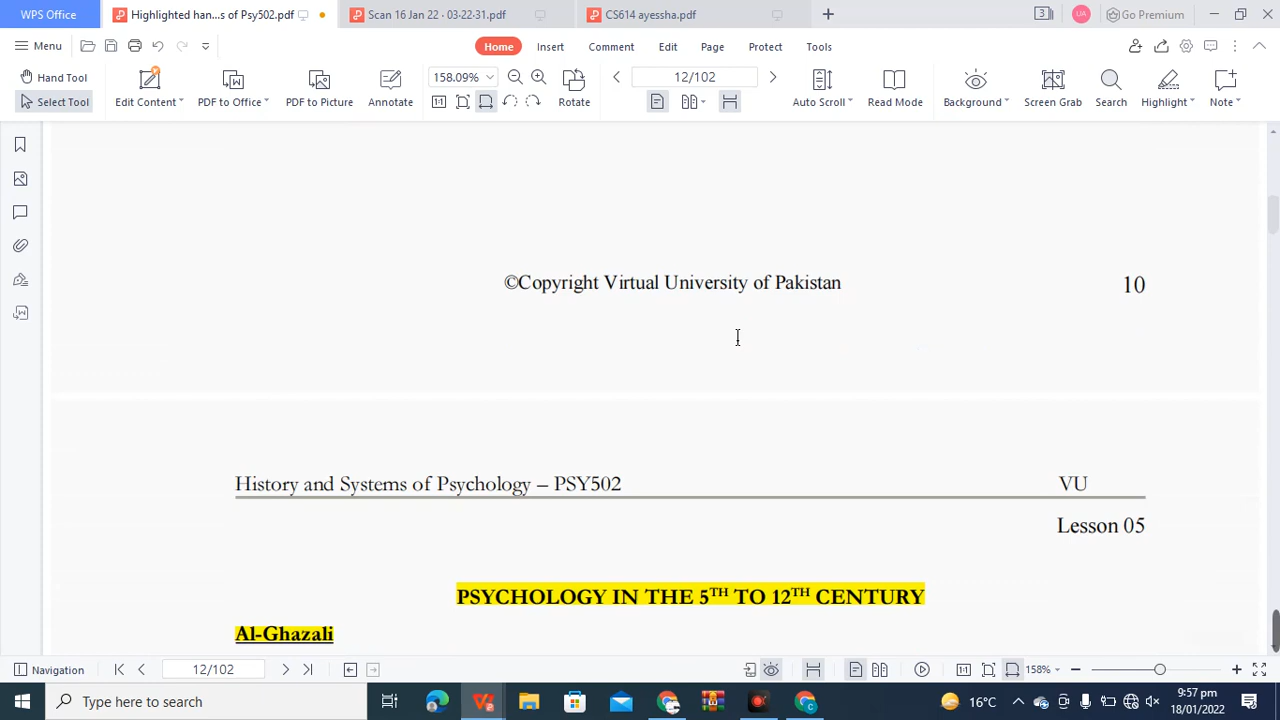 WPS Office
Highlighted han...s of Psy502.pdf
Scan 16 Jan 22 - 03-22-31.pdf
CS614 ayessha.pdf
3
UA
Go Premium
Menu
Home
Insert
Comment
Edit
Page
Protect
Tools
Hand Tool
Select Tool
Edit Content
PDF to Office
PDF to Picture
Annotate
158.09%
Rotate
12/102
Auto Scroll
Read Mode
Background
Screen Grab
Search
Highlight
Note
©Copyright Virtual University of Pakistan
10
History and Systems of Psychology – PSY502
VU
Lesson 05
PSYCHOLOGY IN THE 5TH TO 12TH CENTURY
Al-Ghazali
Navigation
12/102
158%
Type here to search
16°C
9:57 pm
18/01/2022